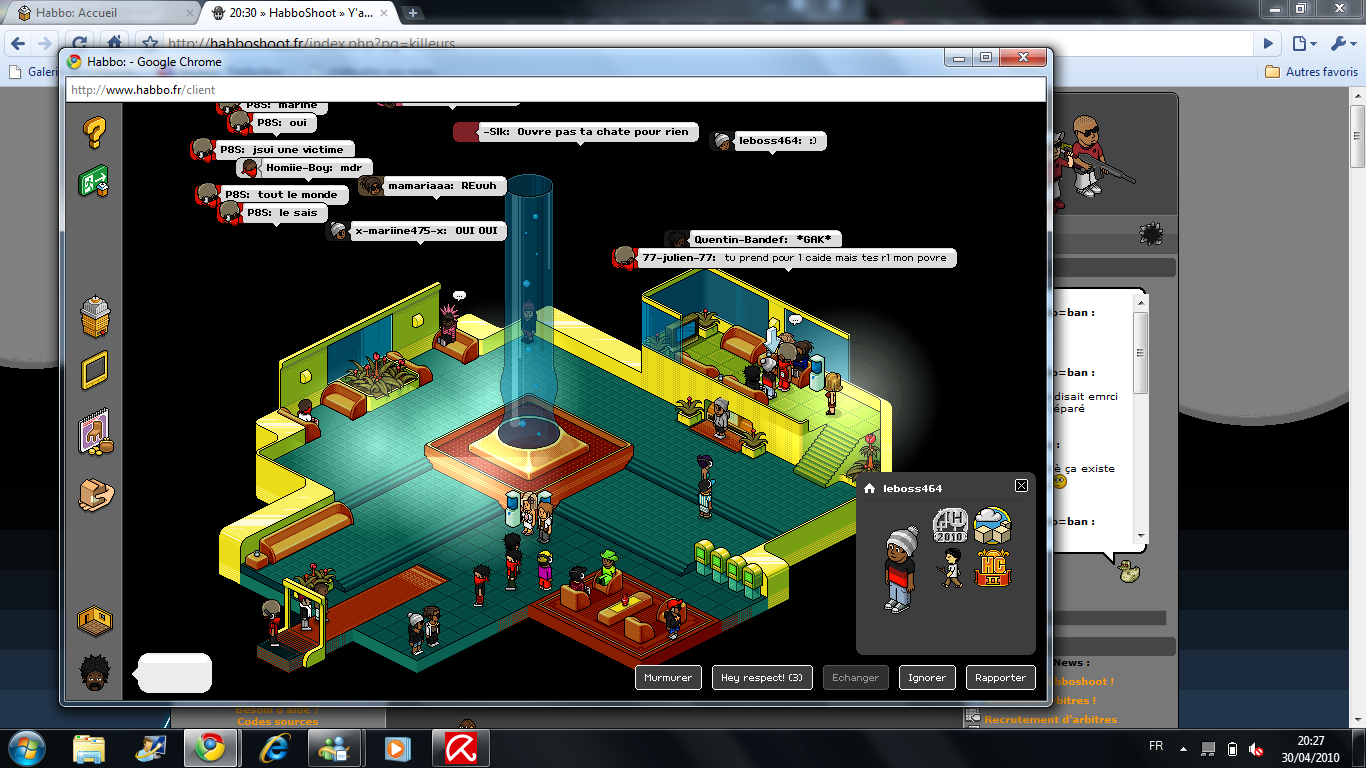 Habbo: Accueil
20:30 » HabboShoot » Y'a...
http://habboshoot.fr/index.php?pg=killeurs
Galeri
Autres favoris
Habbo: - Google Chrome
http://www.habbo.fr/client
P8S: marine
P8S: oui
-Slk: Ouvre pas ta chate pour rien
leboss464: :)
P8S: jsui une victime
Homiie-Boy: mdr
mamariaaa: REuuh
P8S: tout le monde
P8S: le sais
x-mariine475-x: OUI OUI
Quentin-Bandef: *GAK*
77-julien-77: tu prend pour 1 caide mais tes r1 mon povre
o=ban :
o=ban :
disait emrci
éparé
:
è ça existe
o=ban :
leboss464
2010
HC
Murmurer
Hey respect! (3)
Echanger
Ignorer
Rapporter
News :
bboshoot !
bitres !
Recrutement d'arbitres
Besoin d'aide ?
Codes sources
FR
20:27
30/04/2010